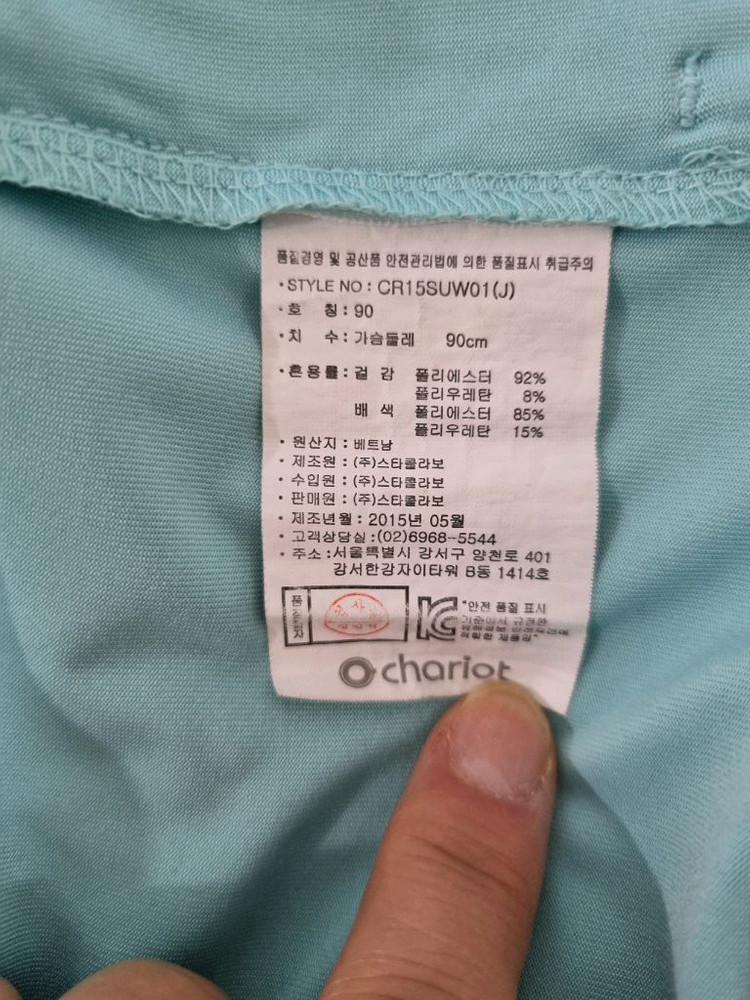 품질경영 및 공산품 안전관리법에 의한 품질표시 취급주의
·STYLE NO : CR15SUW01(J)
·호 칭 : 90
·치 수 : 가슴둘레 90cm
·혼용률 : 겉 감 폴리에스터 92%
폴리우레탄 8%
배 색 폴리에스터 85%
폴리우레탄 15%
·원산지 : 베트남
·제조원 : (주)스타콜라보
·수입원 : (주)스타콜라보
·판매원 : (주)스타콜라보
·제조년월 : 2015년 05월
·고객상담실 : (02)6968-5544
·주소 : 서울특별시 강서구 양천로 401
강서한강자이타워 B동 1414호
품
자
"안전 품질 표시
chariot